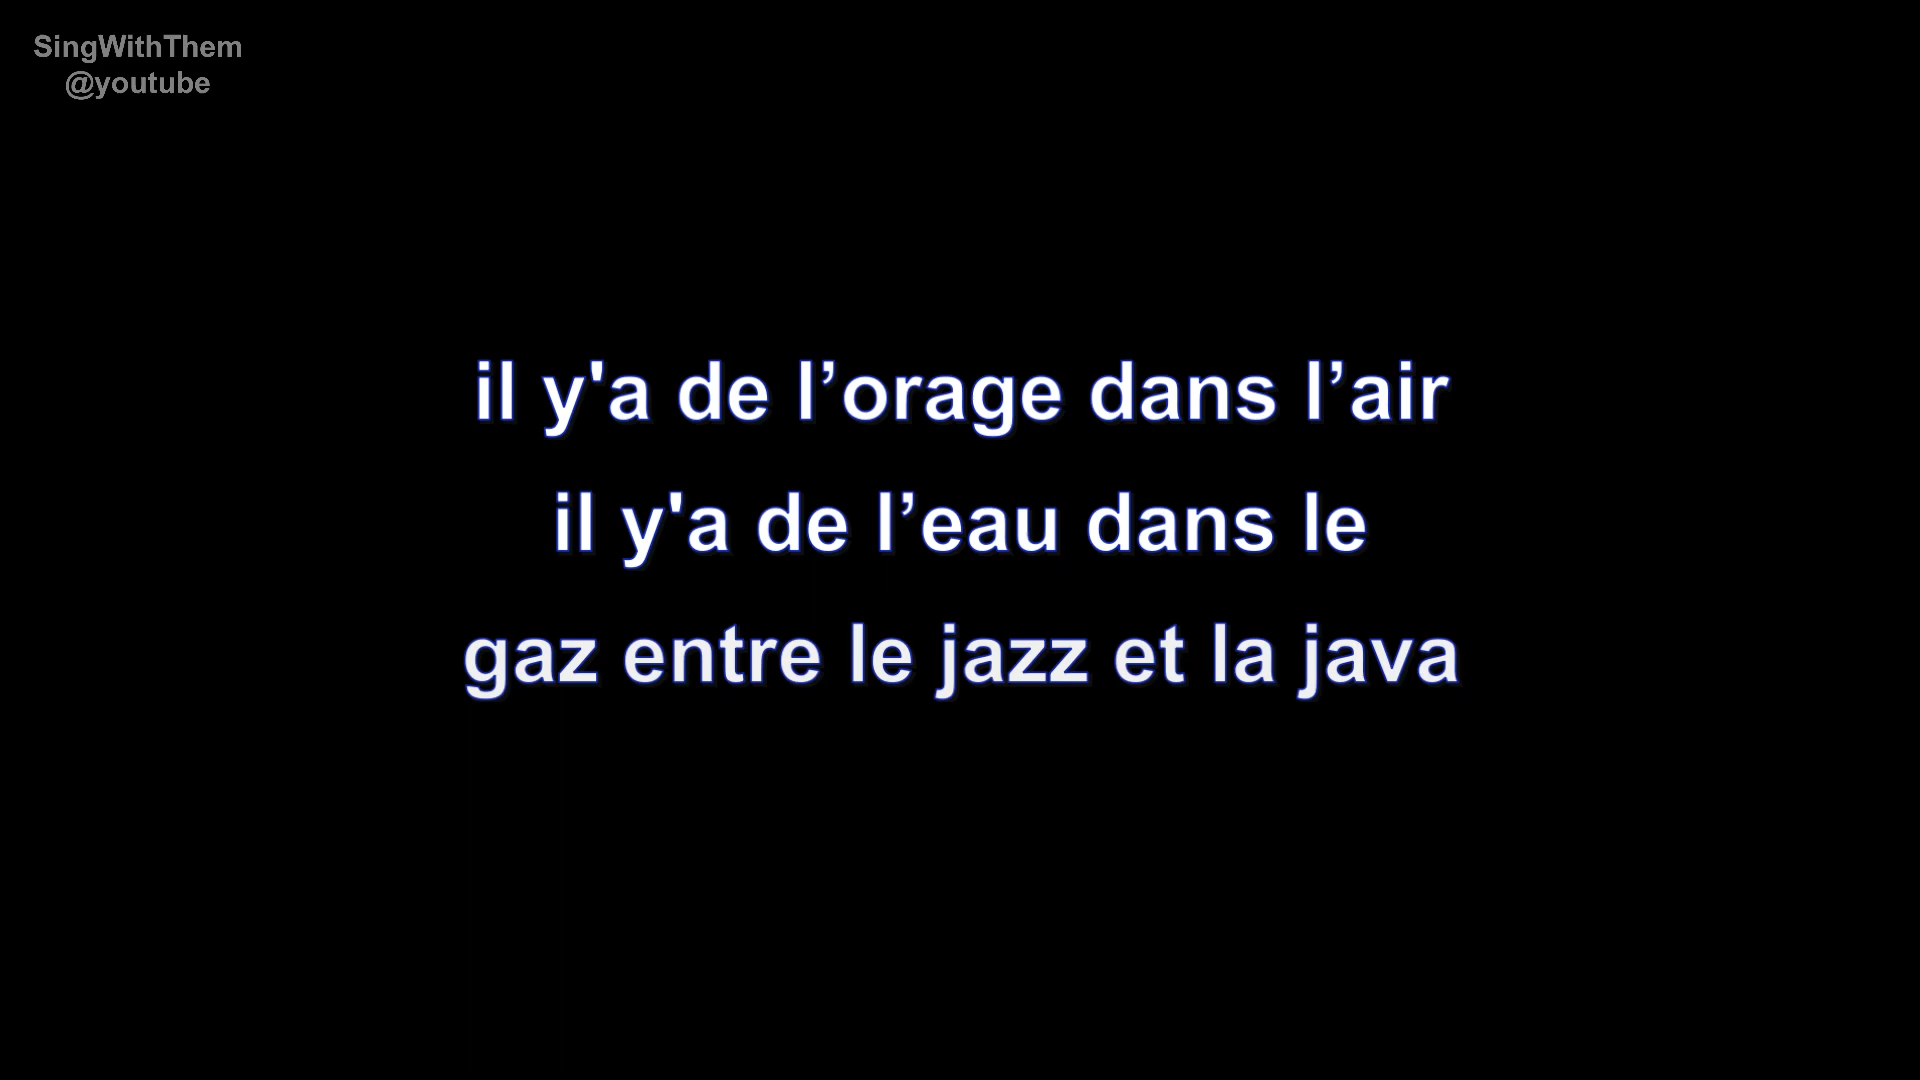 SingWithThem
@youtube
il y'a de l’orage dans l’air
il y'a de l’eau dans le
gaz entre le jazz et la java